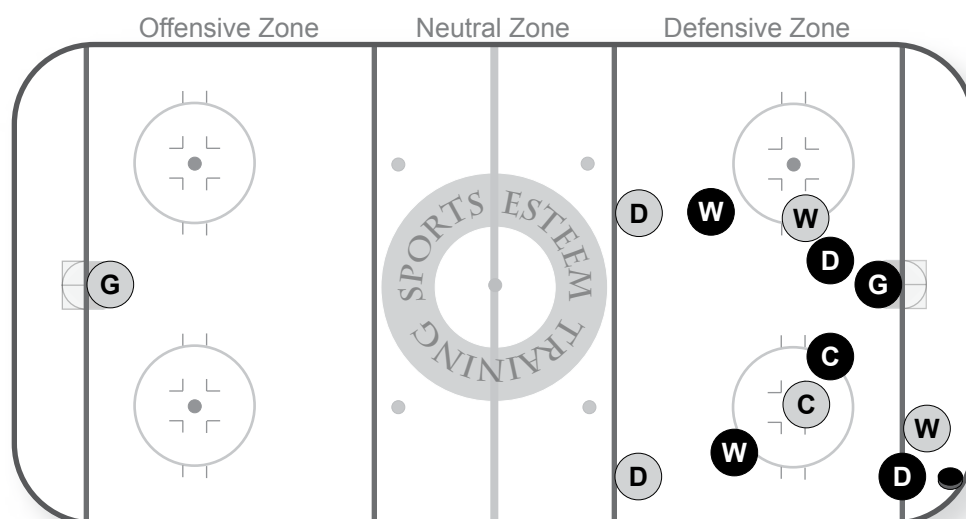 Offensive Zone Neutral Zone Defensive Zone
SPORTS ESTEEM
TRAINING
D W W
D
G G
C
C
W W
D D